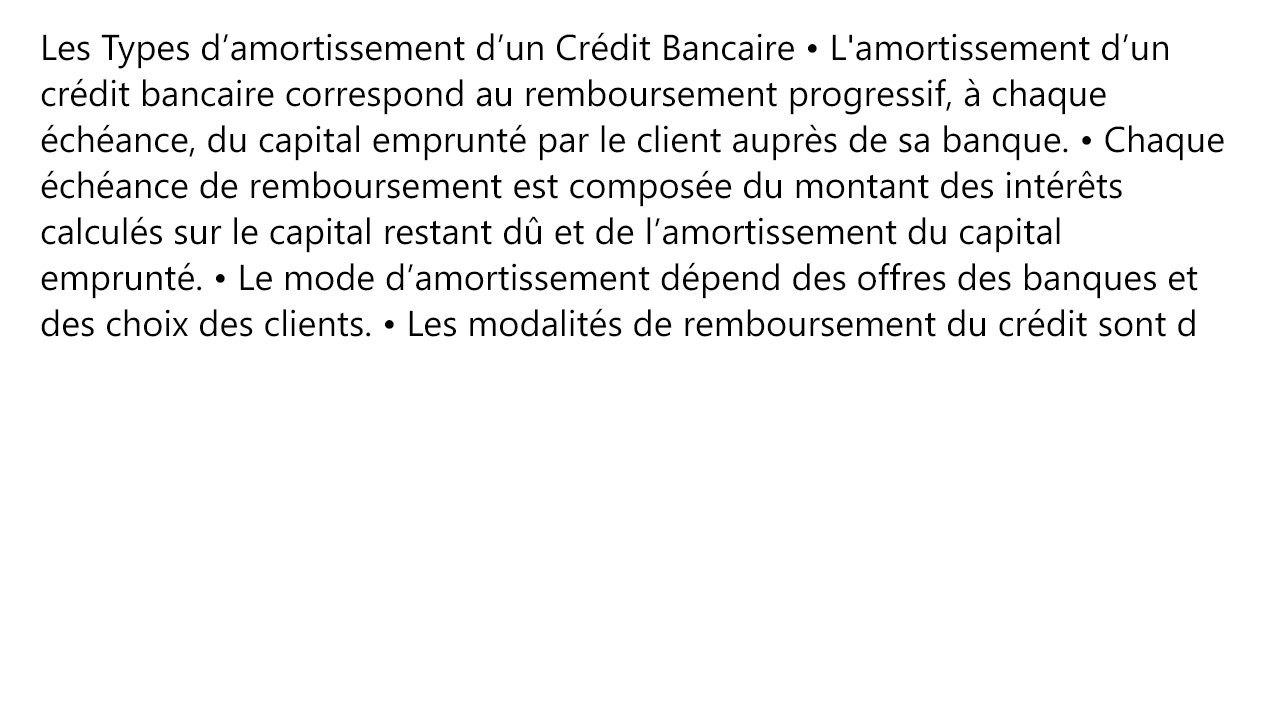 Les Types d’amortissement d’un Crédit Bancaire • L'amortissement d’un
crédit bancaire correspond au remboursement progressif, à chaque
échéance, du capital emprunté par le client auprès de sa banque. • Chaque
échéance de remboursement est composée du montant des intérêts
calculés sur le capital restant dû et de l’amortissement du capital
emprunté. • Le mode d’amortissement dépend des offres des banques et
des choix des clients. • Les modalités de remboursement du crédit sont d